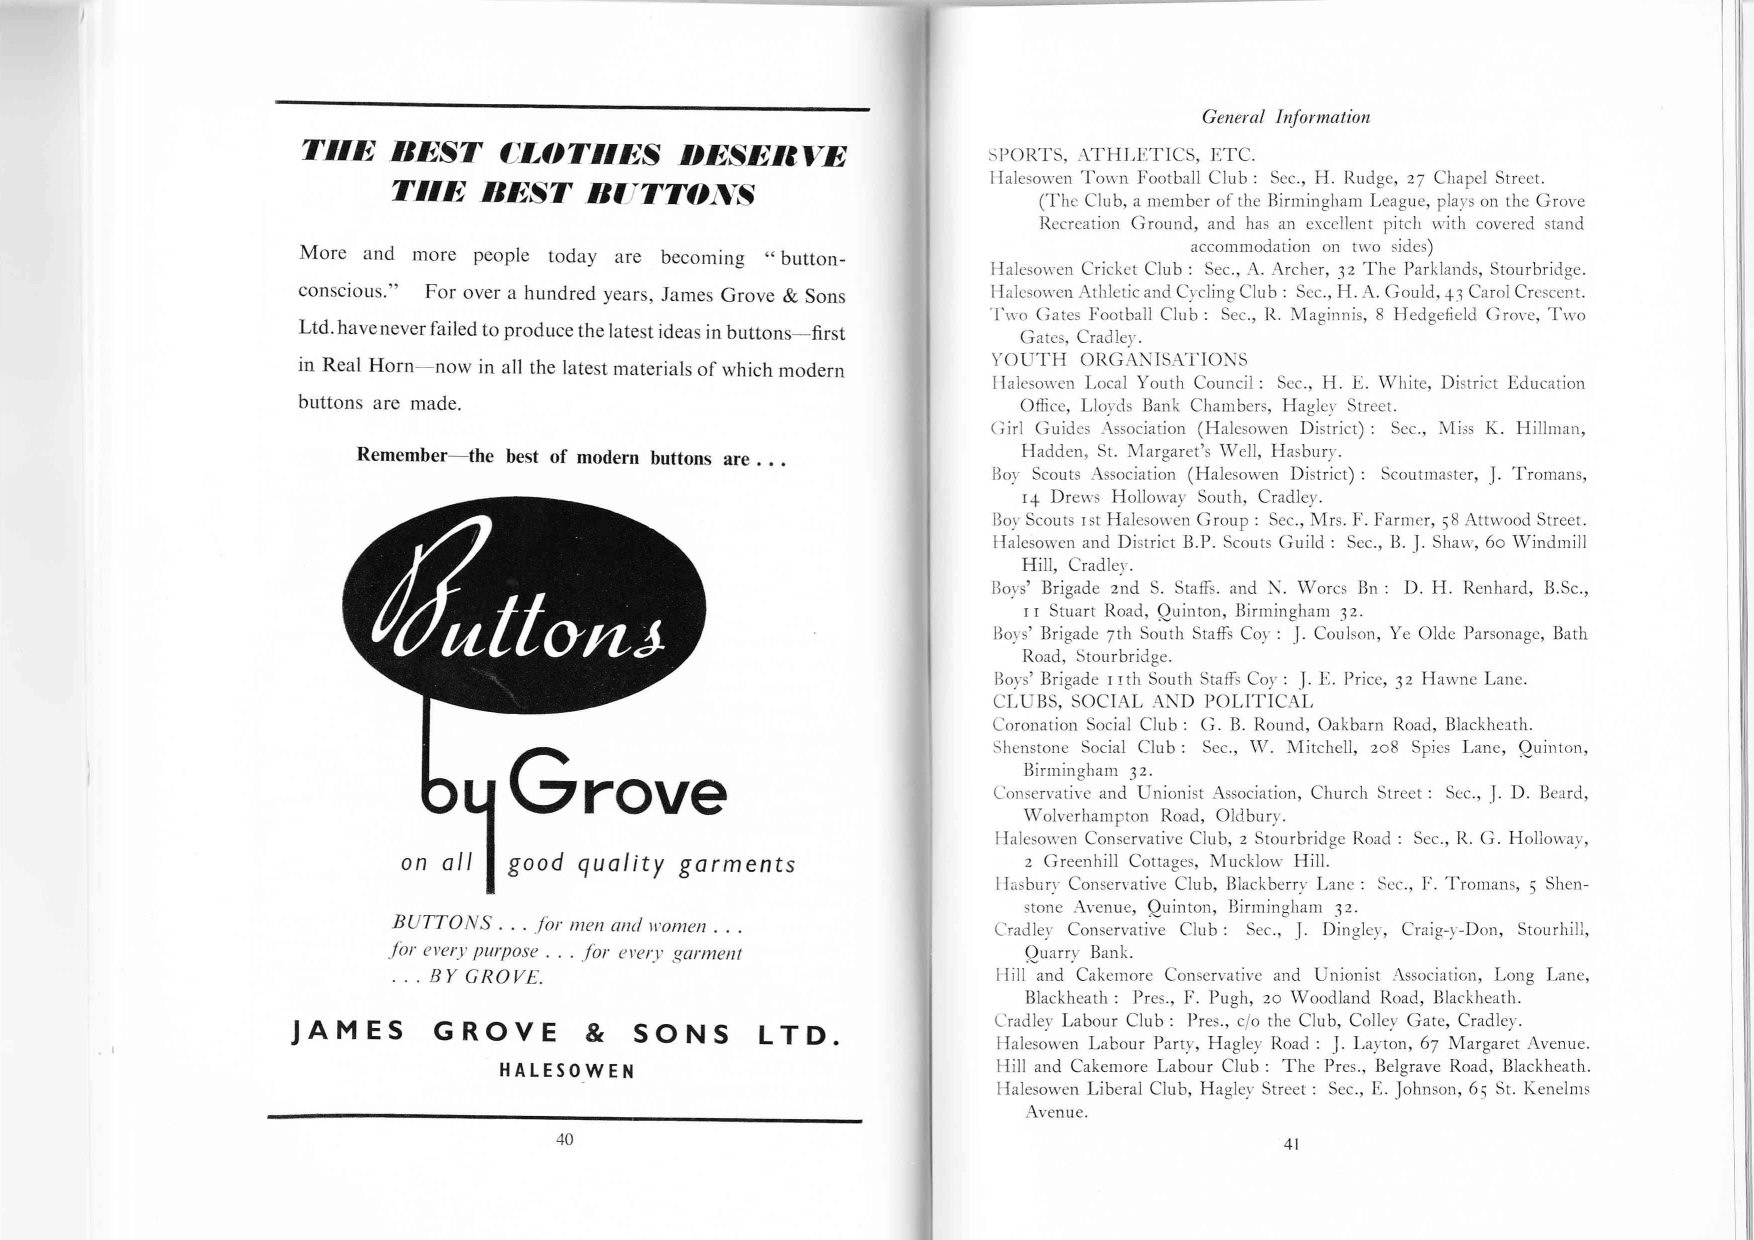 THE BEST CLOTHES DESERVE
THE BEST BUTTONS
More and more people today are becoming “button-
conscious.” For over a hundred years, James Grove & Sons
Ltd. have never failed to produce the latest ideas in buttons—first
in Real Horn—now in all the latest materials of which modern
buttons are made.
Remember—the best of modern buttons are . . .
Buttons
by Grove
on all good quality garments
BUTTONS . . . for men and women . . .
for every purpose . . . for every garment
. . . BY GROVE.
JAMES GROVE & SONS LTD.
HALESOWEN
40
General Information
SPORTS, ATHLETICS, ETC.
Halesowen Town Football Club : Sec., H. Rudge, 27 Chapel Street.
(The Club, a member of the Birmingham League, plays on the Grove
Recreation Ground, and has an excellent pitch with covered stand
accommodation on two sides)
Halesowen Cricket Club : Sec., A. Archer, 32 The Parklands, Stourbridge.
Halesowen Athletic and Cycling Club : Sec., H. A. Gould, 43 Carol Crescent.
Two Gates Football Club : Sec., R. Maginnis, 8 Hedgefield Grove, Two
Gates, Cradley.
YOUTH ORGANISATIONS
Halesowen Local Youth Council : Sec., H. E. White, District Education
Office, Lloyds Bank Chambers, Hagley Street.
Girl Guides Association (Halesowen District) : Sec., Miss K. Hillman,
Hadden, St. Margaret's Well, Hasbury.
Boy Scouts Association (Halesowen District) : Scoutmaster, J. Tromans,
14 Drews Holloway South, Cradley.
Boy Scouts 1st Halesowen Group : Sec., Mrs. F. Farmer, 58 Attwood Street.
Halesowen and District B.P. Scouts Guild : Sec., B. J. Shaw, 60 Windmill
Hill, Cradley.
Boys' Brigade 2nd S. Staffs. and N. Worcs Bn : D. H. Renhard, B.Sc.,
11 Stuart Road, Quinton, Birmingham 32.
Boys' Brigade 7th South Staffs Coy : J. Coulson, Ye Olde Parsonage, Bath
Road, Stourbridge.
Boys' Brigade 11th South Staffs Coy : J. E. Price, 32 Hawne Lane.
CLUBS, SOCIAL AND POLITICAL
Coronation Social Club : G. B. Round, Oakbarn Road, Blackheath.
Shenstone Social Club : Sec., W. Mitchell, 208 Spies Lane, Quinton,
Birmingham 32.
Conservative and Unionist Association, Church Street : Sec., J. D. Beard,
Wolverhampton Road, Oldbury.
Halesowen Conservative Club, 2 Stourbridge Road : Sec., R. G. Holloway,
2 Greenhill Cottages, Mucklow Hill.
Hasbury Conservative Club, Blackberry Lane : Sec., F. Tromans, 5 Shen-
stone Avenue, Quinton, Birmingham 32.
Cradley Conservative Club : Sec., J. Dingley, Craig-y-Don, Stourhill,
Quarry Bank.
Hill and Cakemore Conservative and Unionist Association, Long Lane,
Blackheath : Pres., F. Pugh, 20 Woodland Road, Blackheath.
Cradley Labour Club : Pres., c/o the Club, Colley Gate, Cradley.
Halesowen Labour Party, Hagley Road : J. Layton, 67 Margaret Avenue.
Hill and Cakemore Labour Club : The Pres., Belgrave Road, Blackheath.
Halesowen Liberal Club, Hagley Street : Sec., E. Johnson, 65 St. Kenelms
Avenue.
41